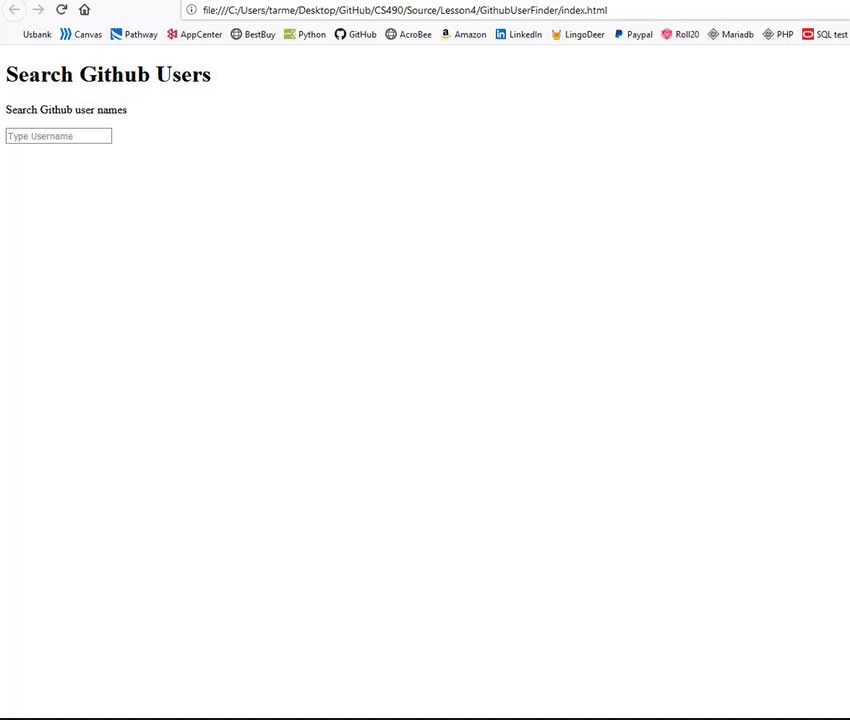 file:///C:/Users/tarme/Desktop/GitHub/CS490/Source/Lesson4/GithubUserFinder/index.html
Usbank Canvas Pathway AppCenter BestBuy Python GitHub AcroBee Amazon LinkedIn LingoDeer Paypal Roll20 Mariadb PHP SQL test
Search Github Users
Search Github user names
Type Username